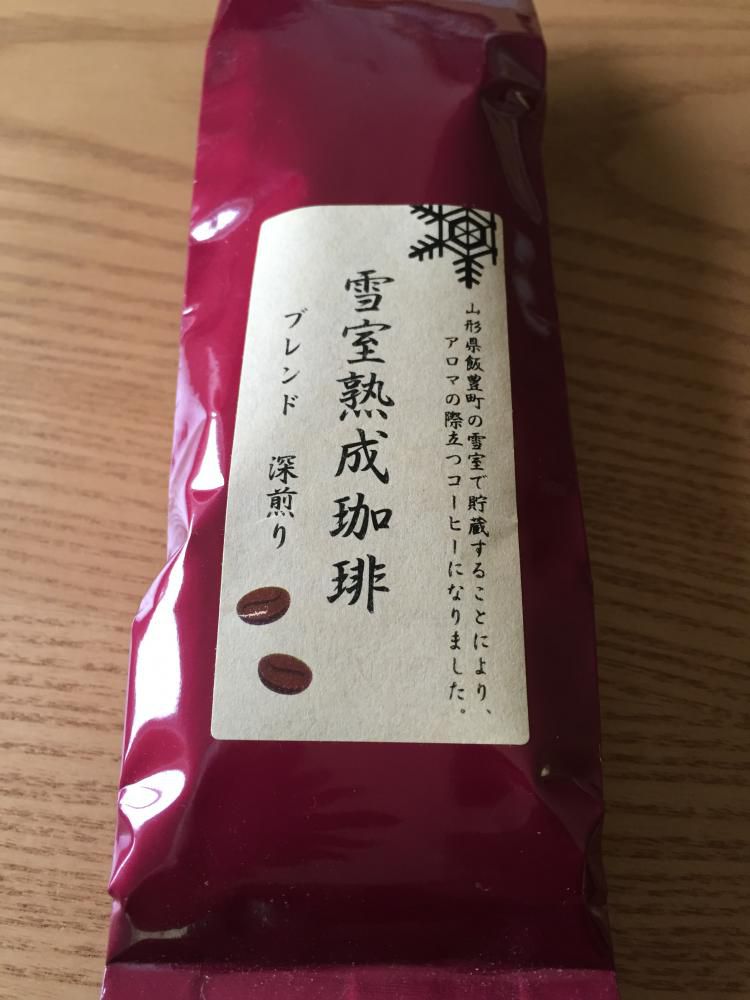 山形県飯豊町の雪室で貯蔵することにより、
アロマの際立つコーヒーになりました。
雪室熟成珈琲
ブレンド 深煎り